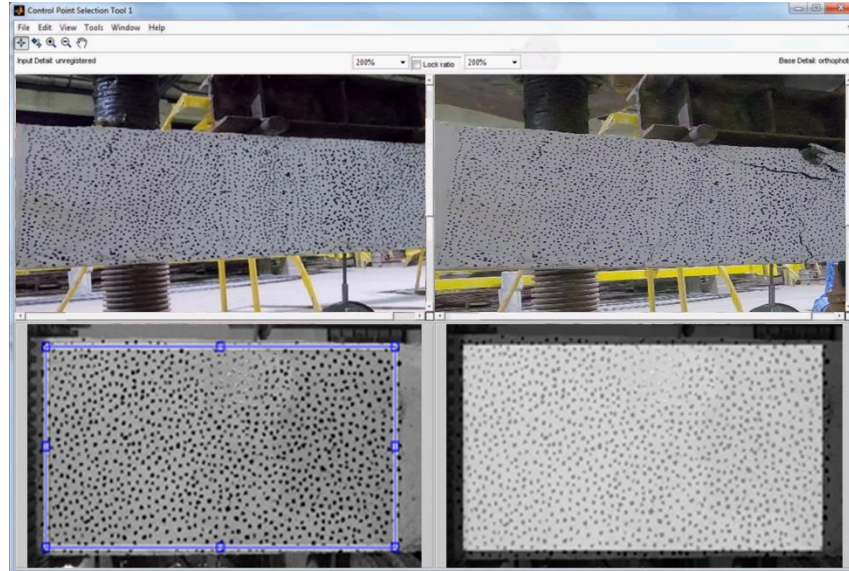 Control Point Selection Tool 1
File Edit View Tools Window Help
Input Detail: unregistered
200%
Lock ratio
200%
Base Detail: orthophot